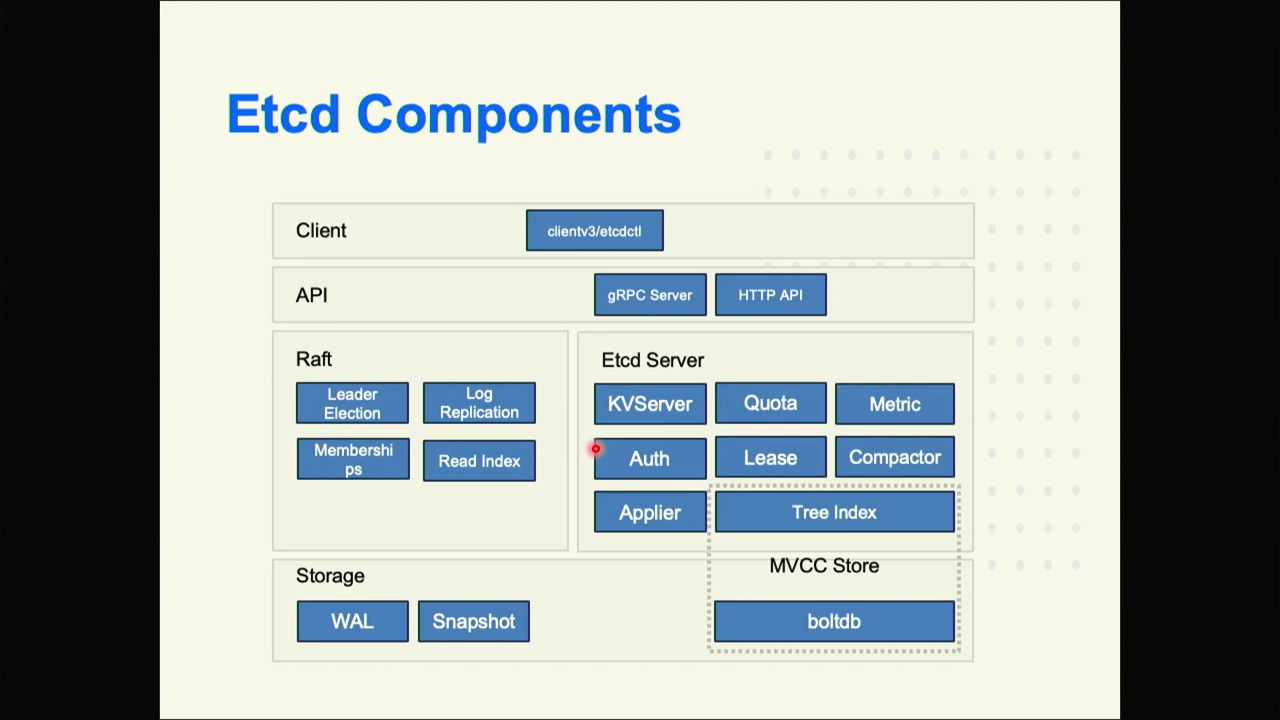 Etcd Components
Client
clientv3/etcdctl
API
gRPC Server
HTTP API
Raft
Leader
Election
Log
Replication
Membershi
ps
Read Index
Etcd Server
KVServer
Quota
Metric
Auth
Lease
Compactor
Applier
Tree Index
MVCC Store
Storage
WAL
Snapshot
boltdb